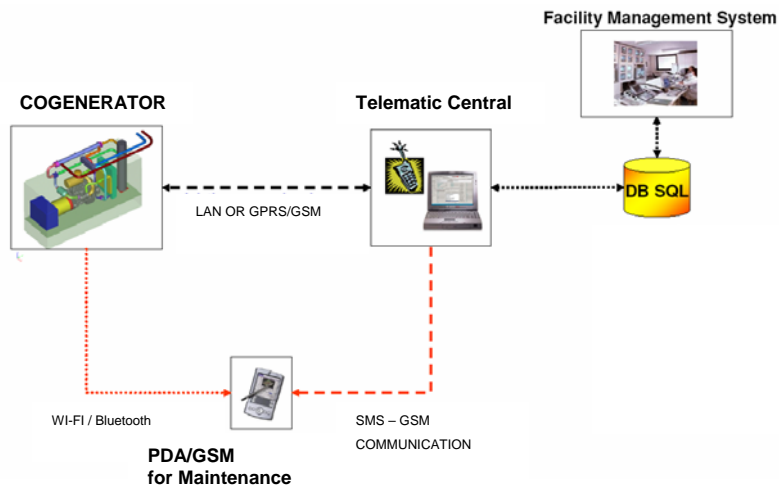 Facility Management System
COGENERATOR
Telematic Central
DB SQL
LAN OR GPRS/GSM
WI-FI / Bluetooth
SMS – GSM
COMMUNICATION
PDA/GSM
for Maintenance